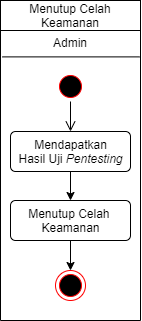 Menutup Celah
Keamanan
Admin
Mendapatkan
Hasil Uji Pentesting
Menutup Celah
Keamanan